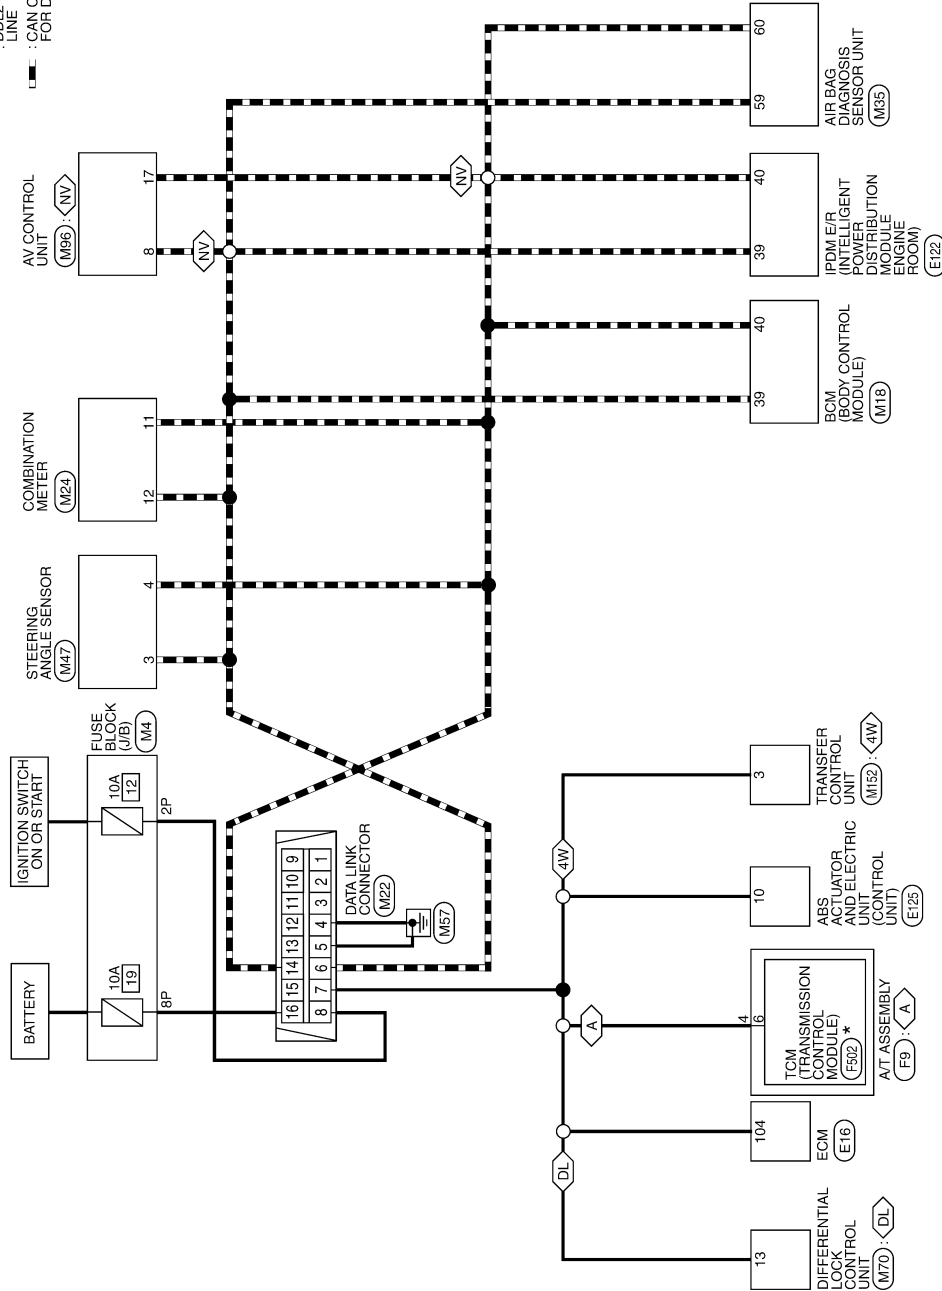 : DDL2
LINE
: CAN C
FOR D
BATTERY
IGNITION SWITCH
ON OR START
10A
19
8P
10A
12
2P
FUSE
BLOCK
(J/B)
M4
STEERING
ANGLE SENSOR
M47
3
4
COMBINATION
METER
M24
12
11
AV CONTROL
UNIT
M96 : NV
8
17
NV
NV
16 15 14 13 12 11 10 9
8 7 6 5 4 3 2 1
DATA LINK
CONNECTOR
M22
M57
DL
A
4W
13
DIFFERENTIAL
LOCK
CONTROL
UNIT
M70 : DL
104
ECM
E16
4
6
TCM
(TRANSMISSION
CONTROL
MODULE)
F502 *
A/T ASSEMBLY
F9 : A
10
ABS
ACTUATOR
AND ELECTRIC
UNIT
(CONTROL
UNIT)
E125
3
TRANSFER
CONTROL
UNIT
M152 : 4W
39
40
BCM
(BODY CONTROL
MODULE)
M18
39
40
IPDM E/R
(INTELLIGENT
POWER
DISTRIBUTION
MODULE
ENGINE
ROOM)
E122
59
60
AIR BAG
DIAGNOSIS
SENSOR UNIT
M35